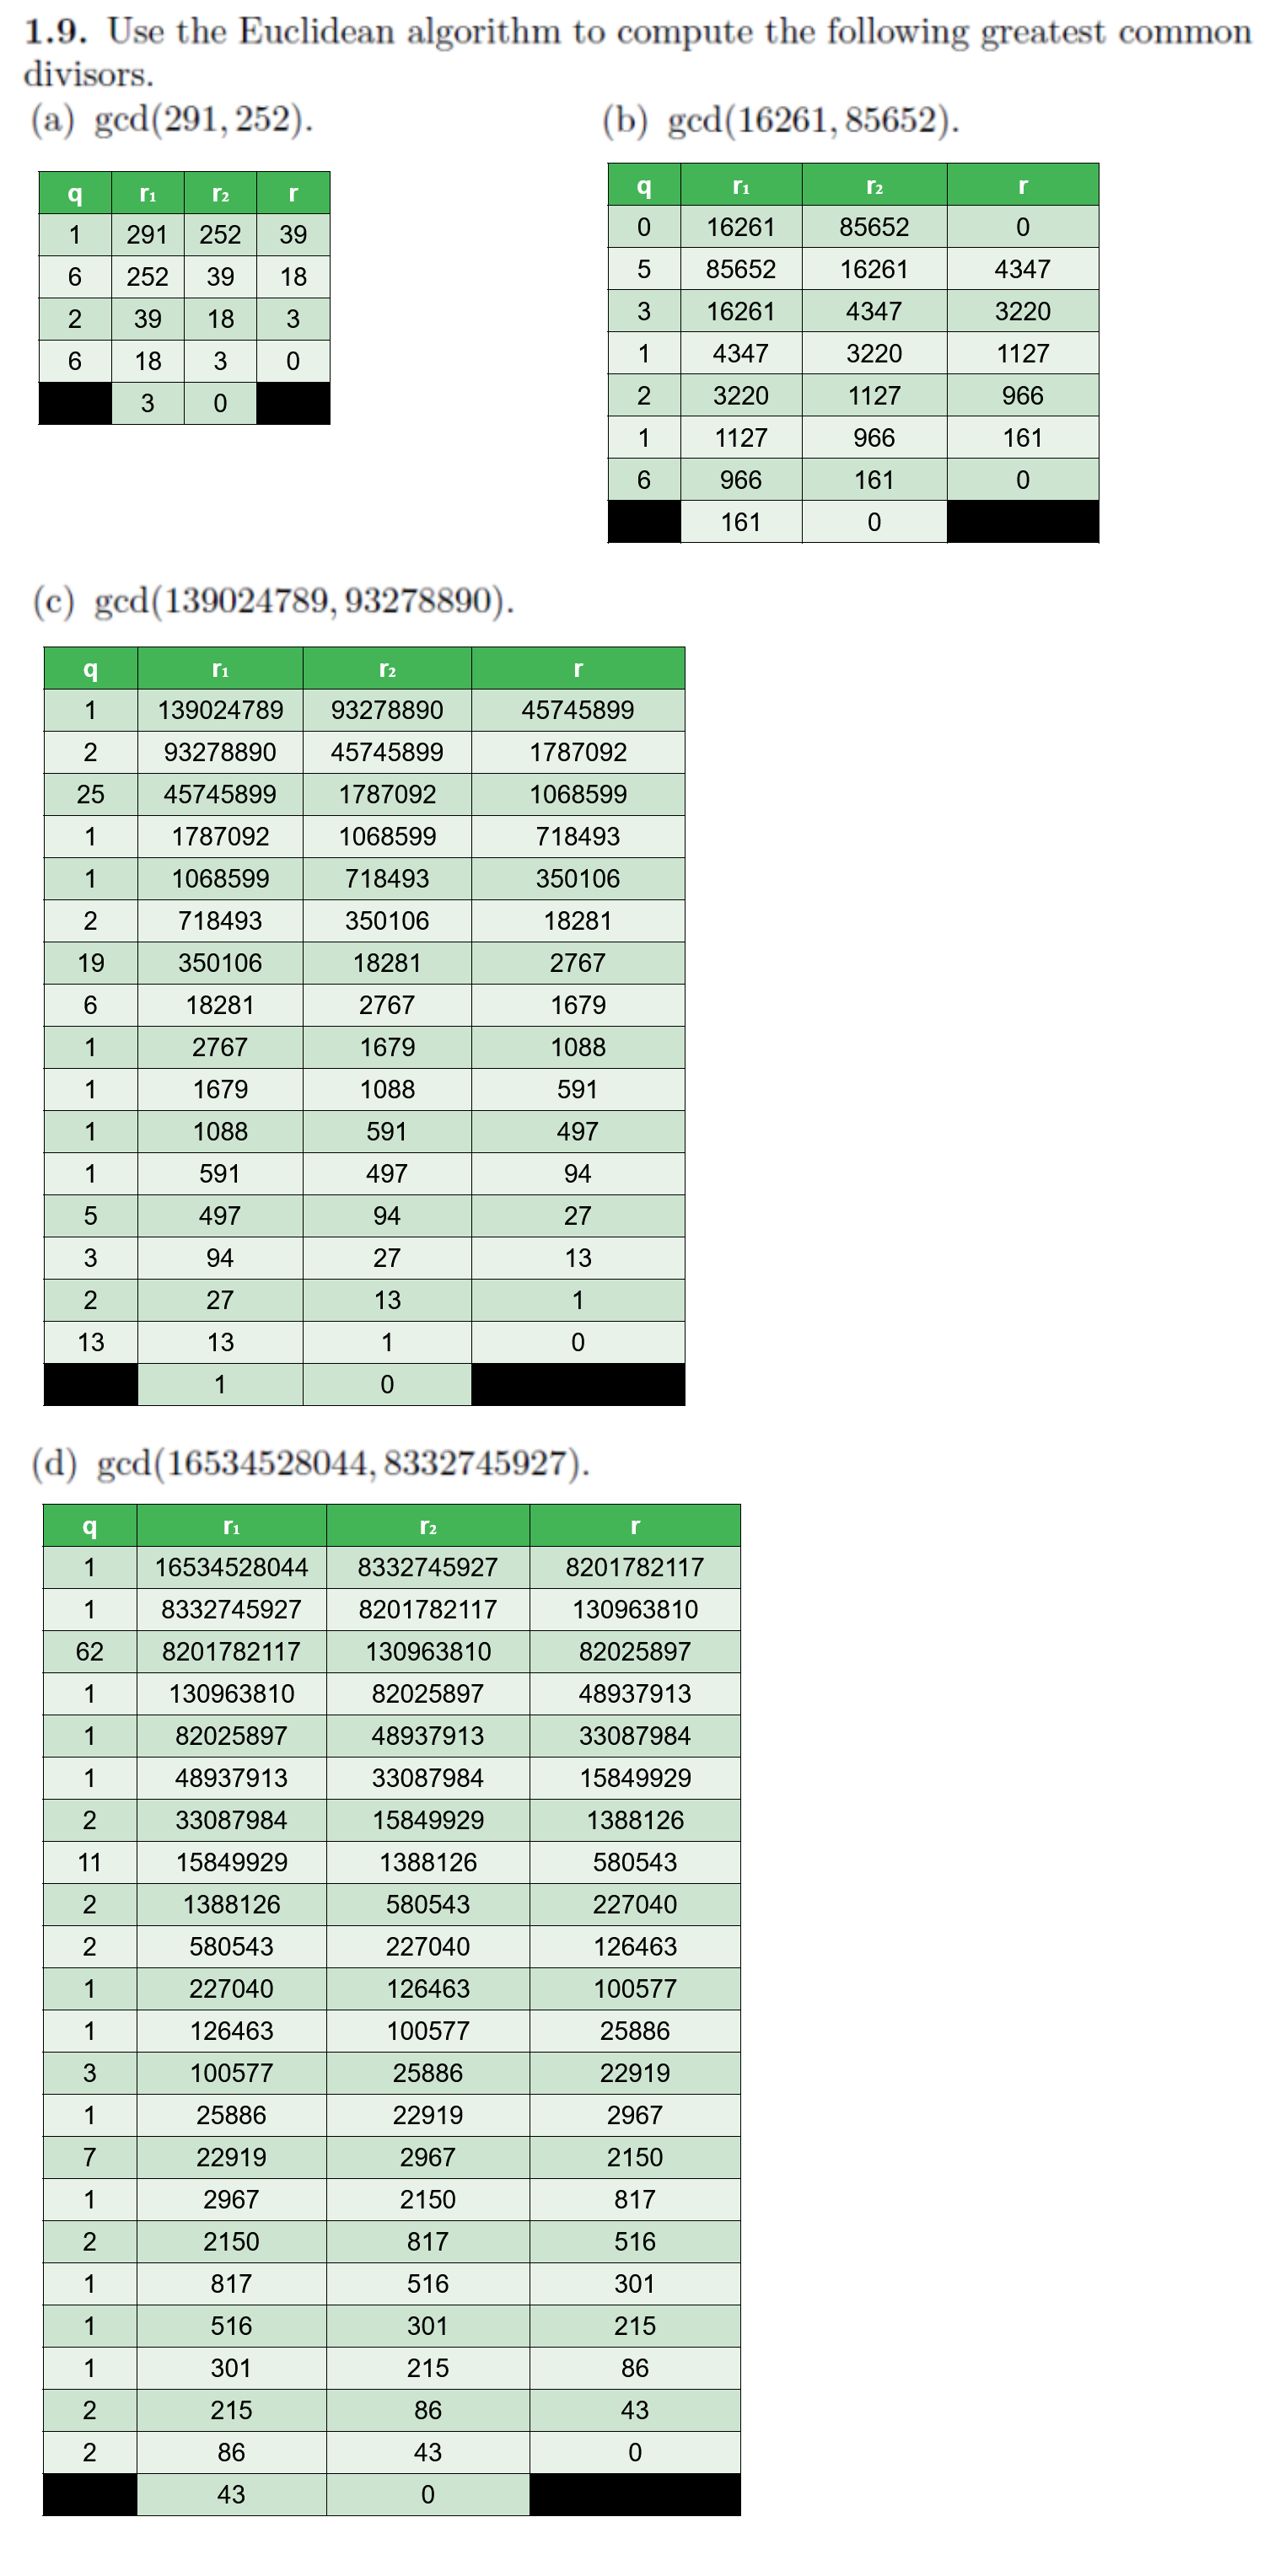 1.9. Use the Euclidean algorithm to compute the following greatest common
divisors.
(a) gcd(291, 252).
q r₁ r₂ r
1 291 252 39
6 252 39 18
2 39 18 3
6 18 3 0
3 0
(b) gcd(16261, 85652).
q r₁ r₂ r
0 16261 85652 0
5 85652 16261 4347
3 16261 4347 3220
1 4347 3220 1127
2 3220 1127 966
1 1127 966 161
6 966 161 0
161 0
(c) gcd(139024789, 93278890).
q r₁ r₂ r
1 139024789 93278890 45745899
2 93278890 45745899 1787092
25 45745899 1787092 1068599
1 1787092 1068599 718493
1 1068599 718493 350106
2 718493 350106 18281
19 350106 18281 2767
6 18281 2767 1679
1 2767 1679 1088
1 1679 1088 591
1 1088 591 497
1 591 497 94
5 497 94 27
3 94 27 13
2 27 13 1
13 13 1 0
1 0
(d) gcd(16534528044, 8332745927).
q r₁ r₂ r
1 16534528044 8332745927 8201782117
1 8332745927 8201782117 130963810
62 8201782117 130963810 82025897
1 130963810 82025897 48937913
1 82025897 48937913 33087984
1 48937913 33087984 15849929
2 33087984 15849929 1388126
11 15849929 1388126 580543
2 1388126 580543 227040
2 580543 227040 126463
1 227040 126463 100577
1 126463 100577 25886
3 100577 25886 22919
1 25886 22919 2967
7 22919 2967 2150
1 2967 2150 817
2 2150 817 516
1 817 516 301
1 516 301 215
1 301 215 86
2 215 86 43
2 86 43 0
43 0